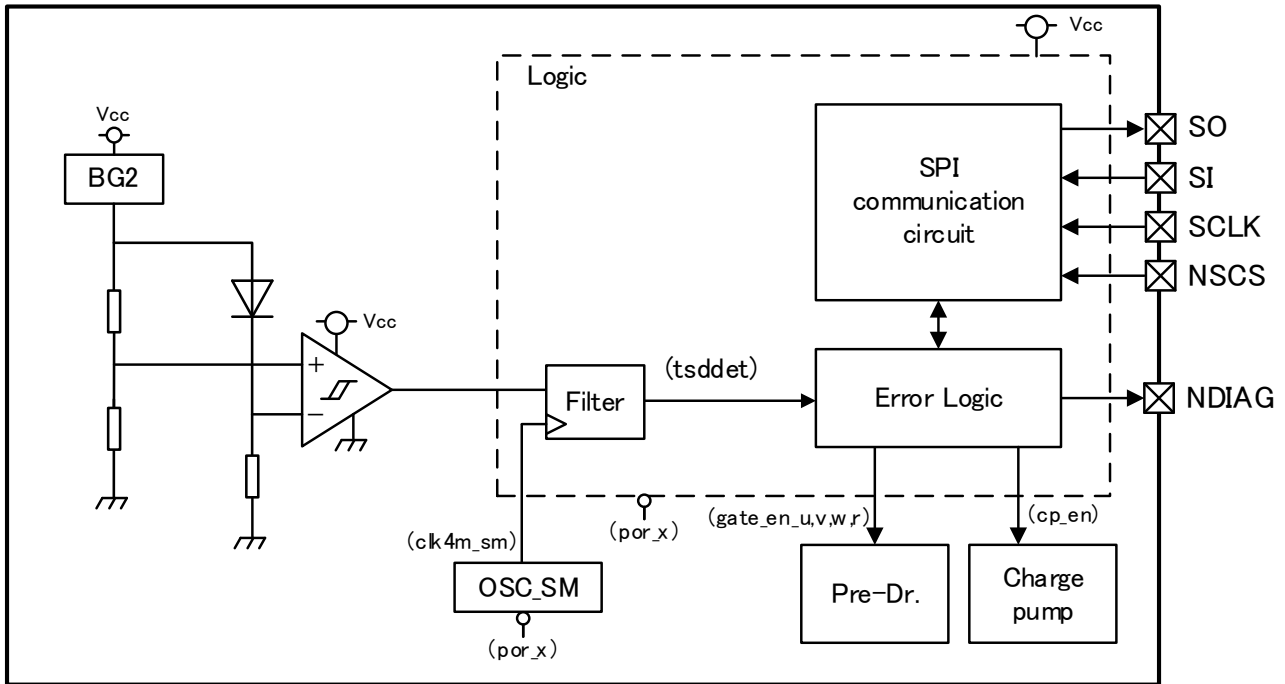 Vcc
Logic
Vcc
BG2
SPI
communication
circuit
SO
SI
SCLK
NSCS
Vcc
+
−
Filter
(tsddet)
Error Logic
NDIAG
(clk4m_sm)
(por_x)
(gate_en_u,v,w,r)
(cp_en)
OSC_SM
(por_x)
Pre-Dr.
Charge
pump